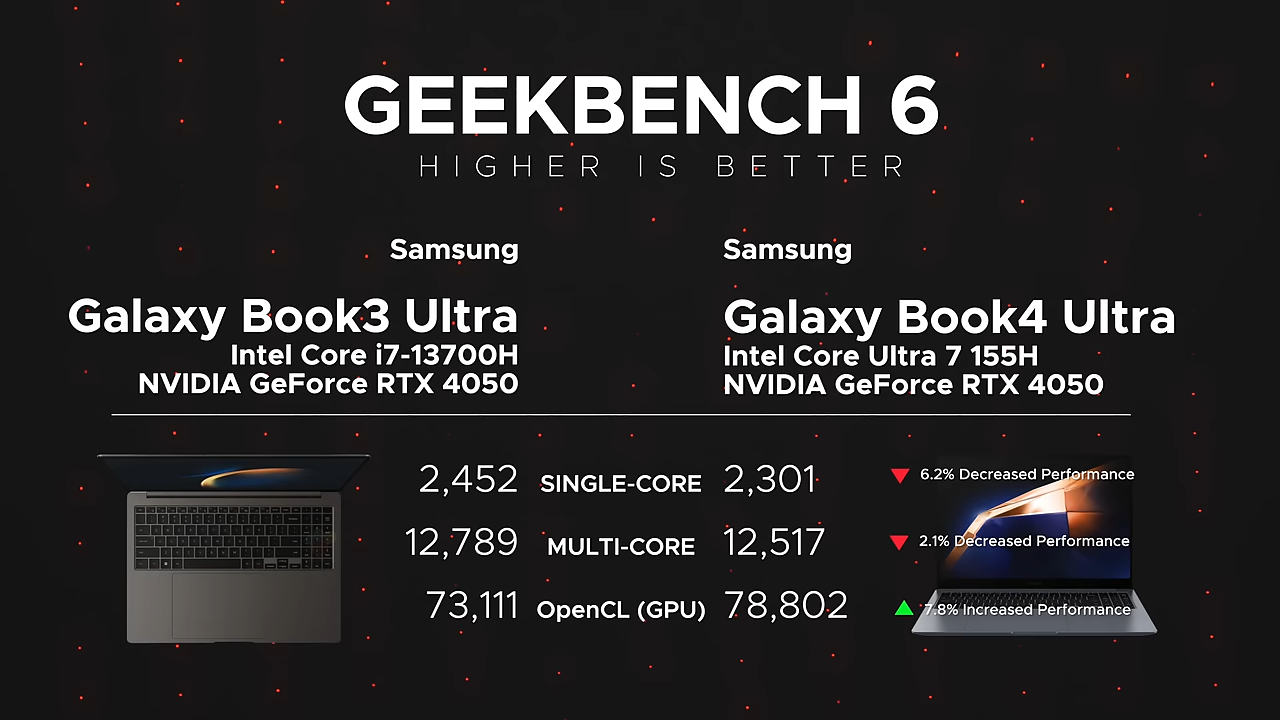 GEEKBENCH 6
HIGHER IS BETTER
Samsung
Galaxy Book3 Ultra
Intel Core i7-13700H
NVIDIA GeForce RTX 4050
Samsung
Galaxy Book4 Ultra
Intel Core Ultra 7 155H
NVIDIA GeForce RTX 4050
2,452 SINGLE-CORE 2,301 6.2% Decreased Performance
12,789 MULTI-CORE 12,517 2.1% Decreased Performance
73,111 OpenCL (GPU) 78,802 7.8% Increased Performance